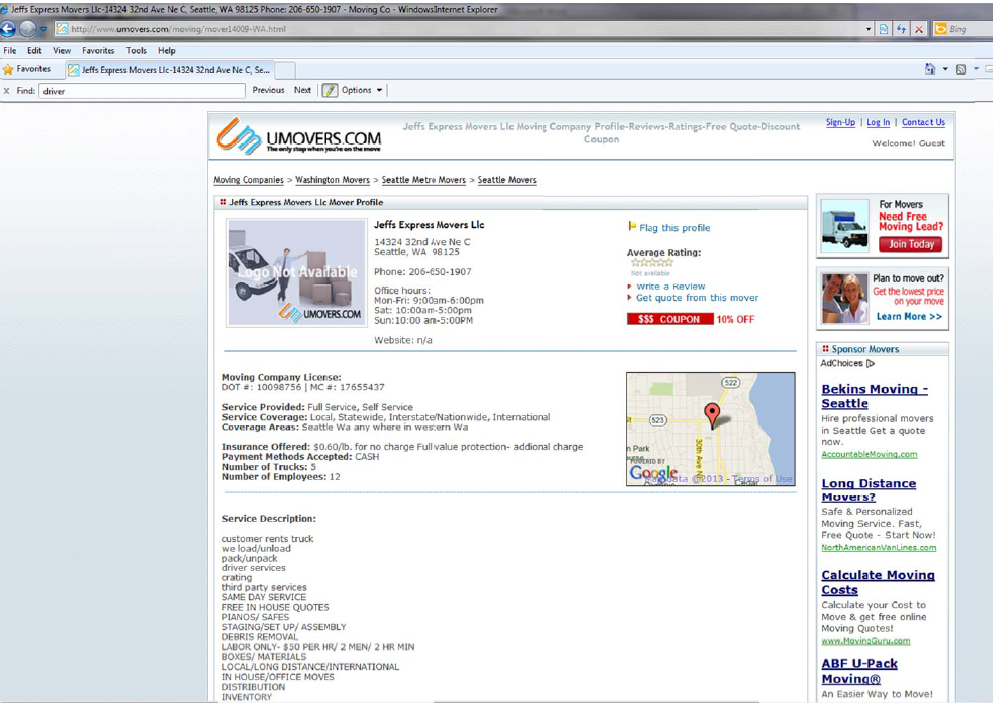 Jeffs Express Movers Llc-14324 32nd Ave Ne C, Seattle, WA 98125 Phone: 206-650-1907 - Moving Co - WindowsInternet Explorer
http://www.umovers.com/moving/mover14009-WA.html
Bing
File Edit View Favorites Tools Help
Favorites
Jeffs Express Movers Llc-14324 32nd Ave Ne C, Se...
x Find: driver Previous Next Options
UMOVERS.COM
The only stop when you're on the move
Jeffs Express Movers Llc Moving Company Profile-Reviews-Ratings-Free Quote-Discount
Coupon
Sign-Up | Log In | Contact Us
Welcome! Guest
Moving Companies > Washington Movers > Seattle Metro Movers > Seattle Movers
Jeffs Express Movers Llc Mover Profile
Logo Not Available
UMOVERS.COM
Jeffs Express Movers Llc
14324 32nd Ave Ne C
Seattle, WA 98125
Phone: 206-650-1907
Office hours:
Mon-Fri: 9:00am-6:00pm
Sat: 10:00am-5:00pm
Sun:10:00 am-5:00PM
Website: n/a
Flag this profile
Average Rating:
Not available
Write a Review
Get quote from this mover
$$$ COUPON 10% OFF
Moving Company License:
DOT #: 10098756 | MC #: 17655437
Service Provided: Full Service, Self Service
Service Coverage: Local, Statewide, Interstate/Nationwide, International
Coverage Areas: Seattle Wa any where in western Wa
Insurance Offered: $0.60/lb. for no charge Full value protection- addional charge
Payment Methods Accepted: CASH
Number of Trucks: 5
Number of Employees: 12
522
523
30th Ave NE
n Park
POWERED BY
Google
Map data ©2013 - Terms of Use
Service Description:
customer rents truck
we load/unload
pack/unpack
driver services
crating
third party services
SAME DAY SERVICE
FREE IN HOUSE QUOTES
PIANOS/ SAFES
STAGING/SET UP/ ASSEMBLY
DEBRIS REMOVAL
LABOR ONLY- $50 PER HR/ 2 MEN/ 2 HR MIN
BOXES/ MATERIALS
LOCAL/LONG DISTANCE/INTERNATIONAL
IN HOUSE/OFFICE MOVES
DISTRIBUTION
INVENTORY
For Movers
Need Free
Moving Lead?
Join Today
Plan to move out?
Get the lowest price
on your move
Learn More >>
Sponsor Movers
AdChoices
Bekins Moving -
Seattle
Hire professional movers
in Seattle Get a quote
now.
AccountableMoving.com
Long Distance
Movers?
Safe & Personalized
Moving Service. Fast,
Free Quote - Start Now!
NorthAmericanVanLines.com
Calculate Moving
Costs
Calculate your Cost to
Move & get free online
Moving Quotes!
www.MovingGuru.com
ABF U-Pack
Moving®
An Easier Way to Move!